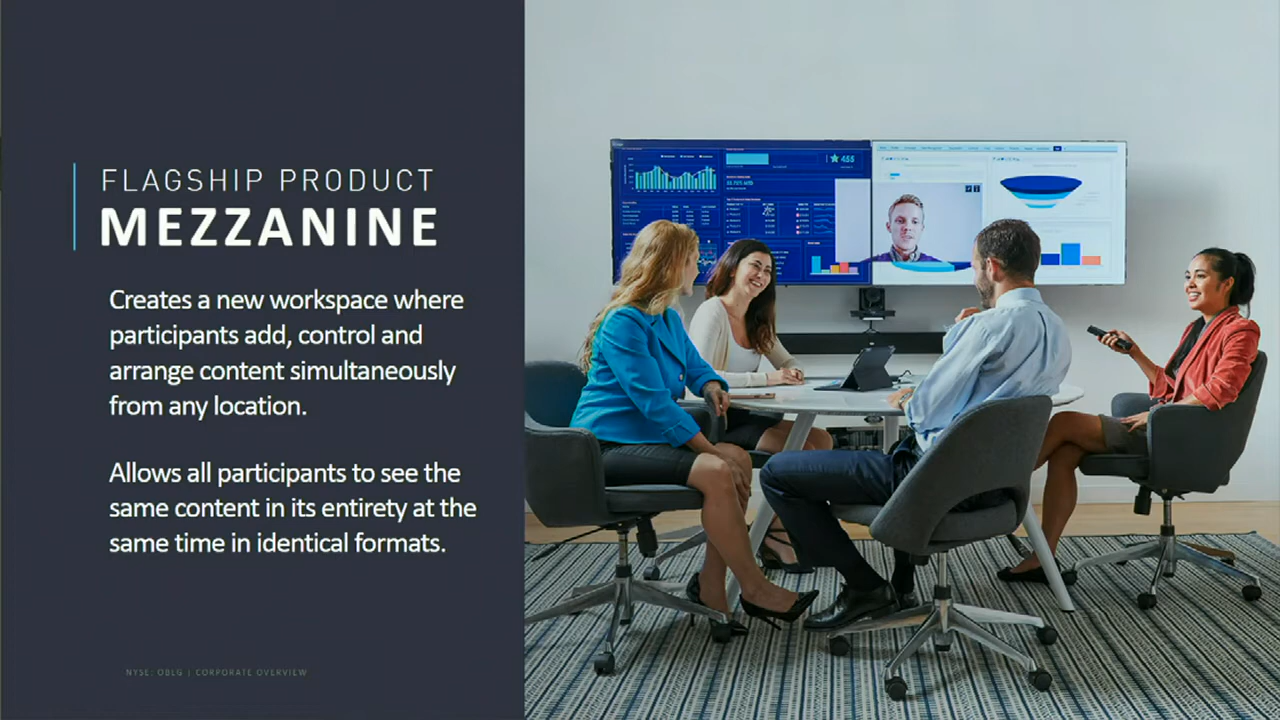 FLAGSHIP PRODUCT
MEZZANINE
Creates a new workspace where
participants add, control and
arrange content simultaneously
from any location.
Allows all participants to see the
same content in its entirety at the
same time in identical formats.
NYSE: OBLG | CORPORATE OVERVIEW
455